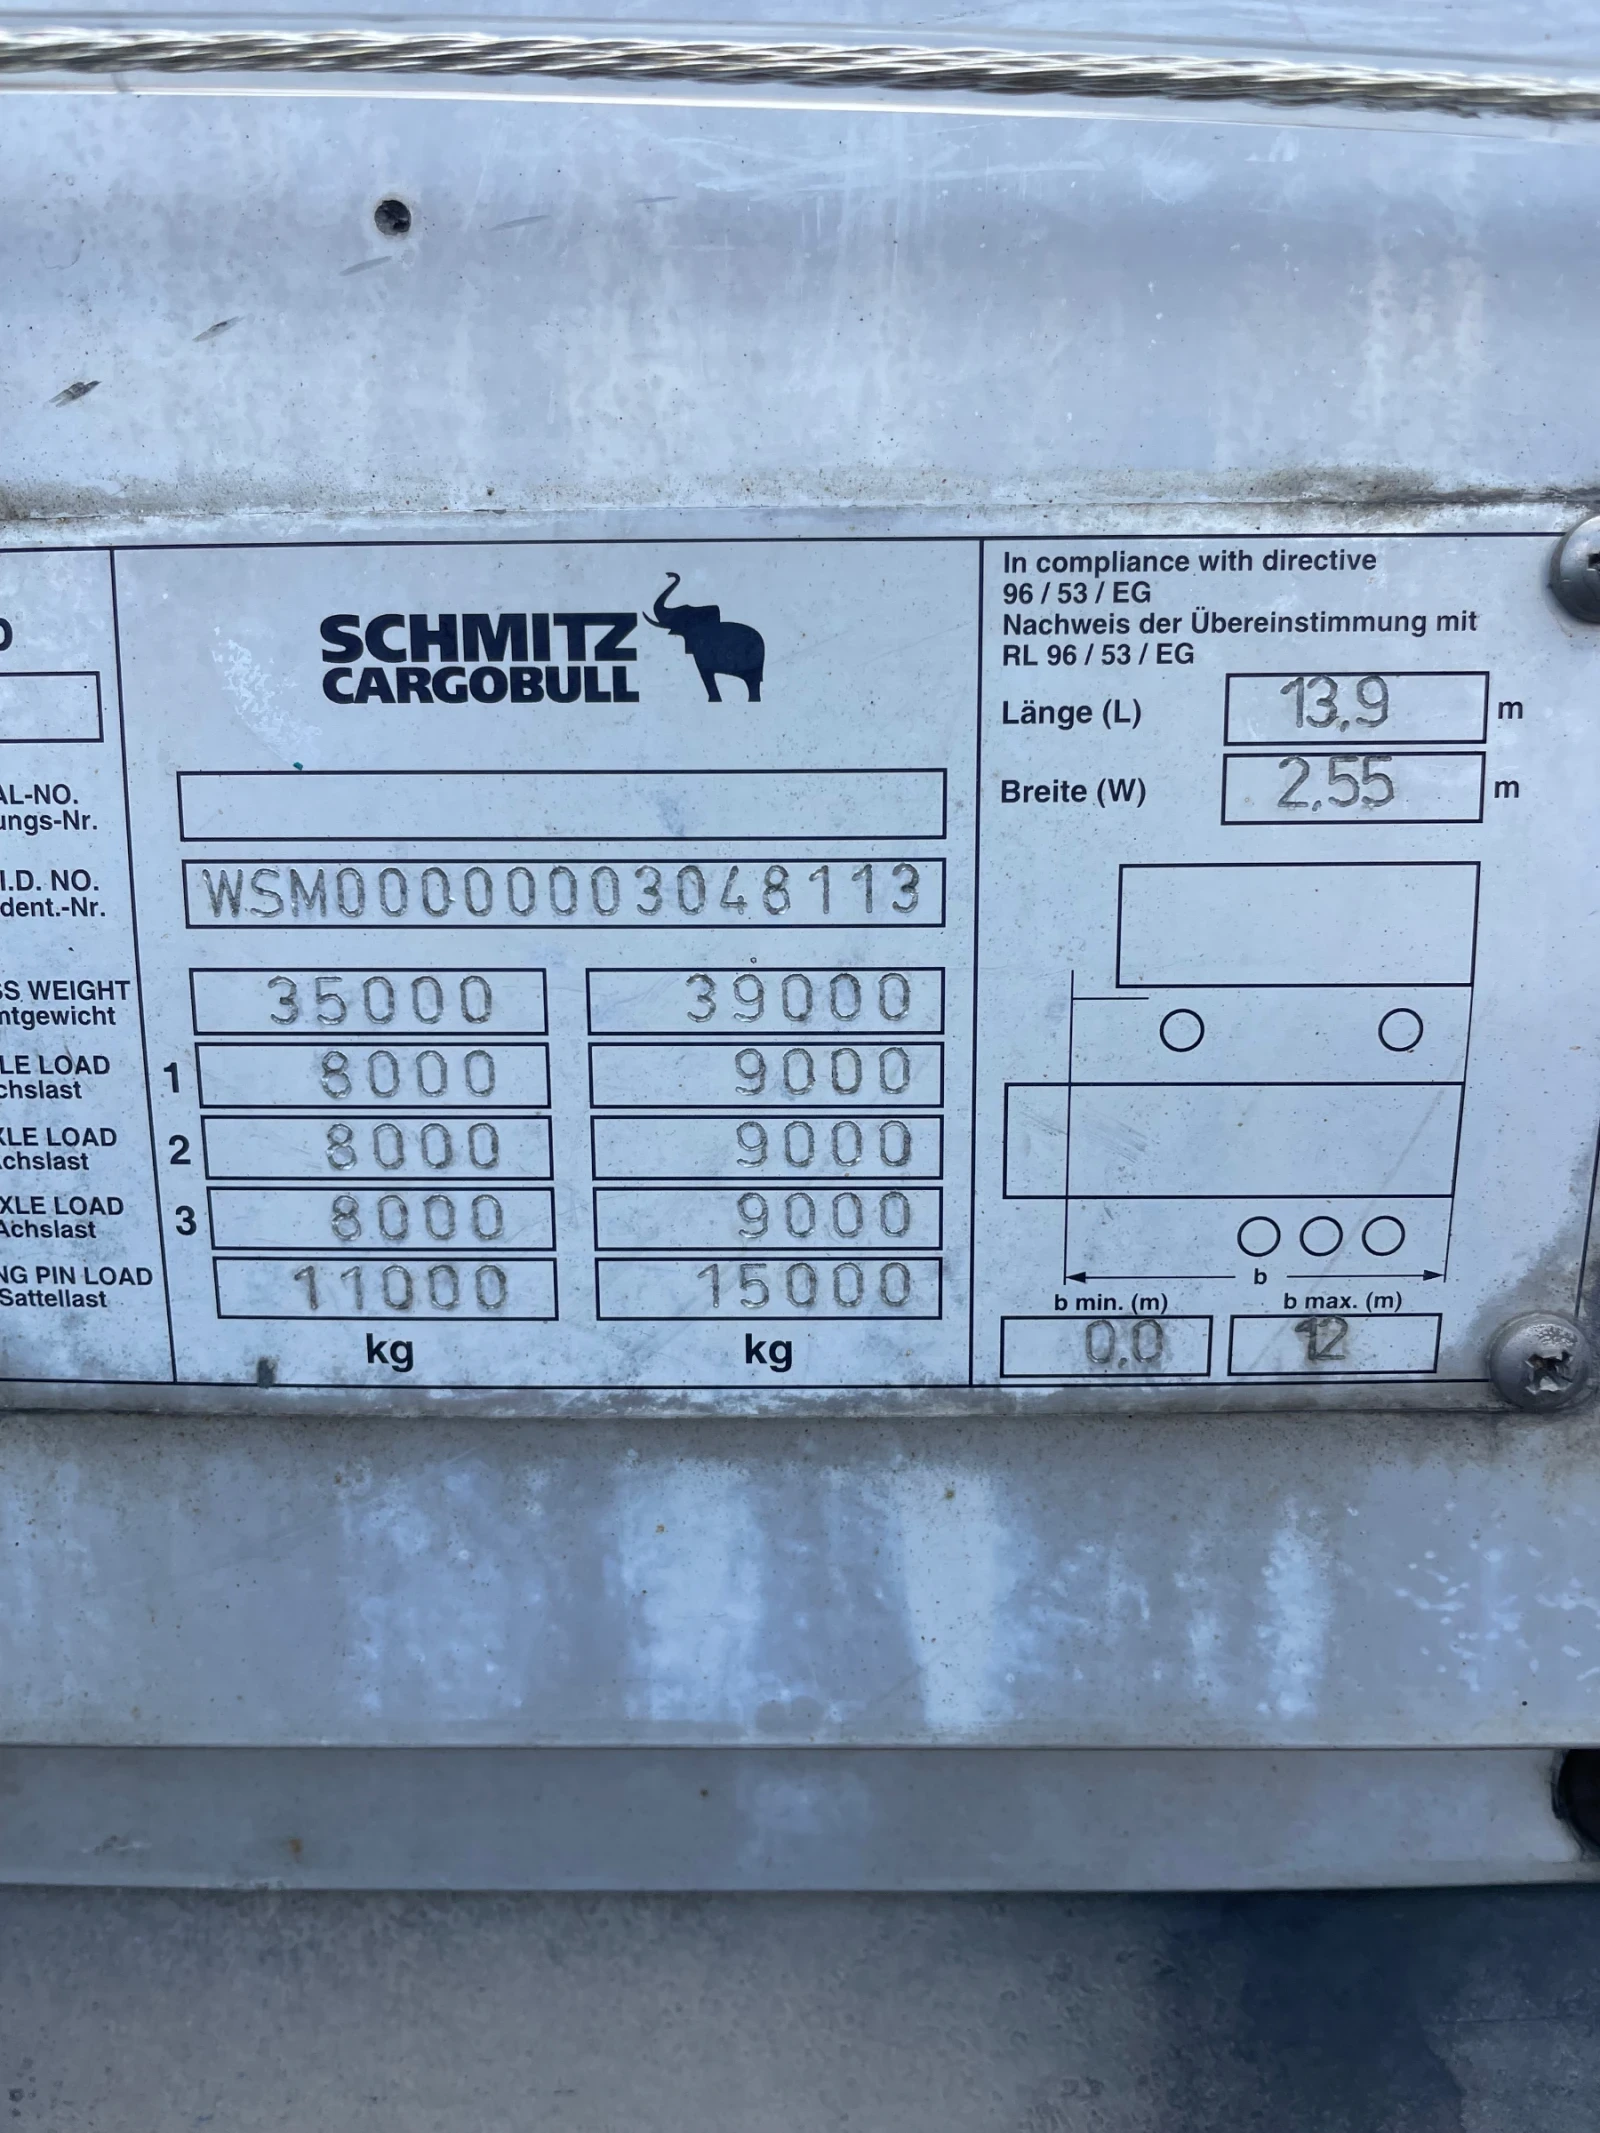 In compliance with directive
96 / 53 / EG
Nachweis der Übereinstimmung mit
RL 96 / 53 / EG
SCHMITZ
CARGOBULL
Länge (L) 13,9 m
Breite (W) 2,55 m
AL-NO.
ungs-Nr.
I.D. NO.
dent.-Nr.
WSM00000003048113
SS WEIGHT
ntgewicht
35000 39000
LE LOAD
chslast
1 8000 9000
XLE LOAD
chslast
2 8000 9000
XLE LOAD
Achslast
3 8000 9000
NG PIN LOAD
Sattellast
11000 15000
kg kg
b
b min. (m) b max. (m)
0,0 12